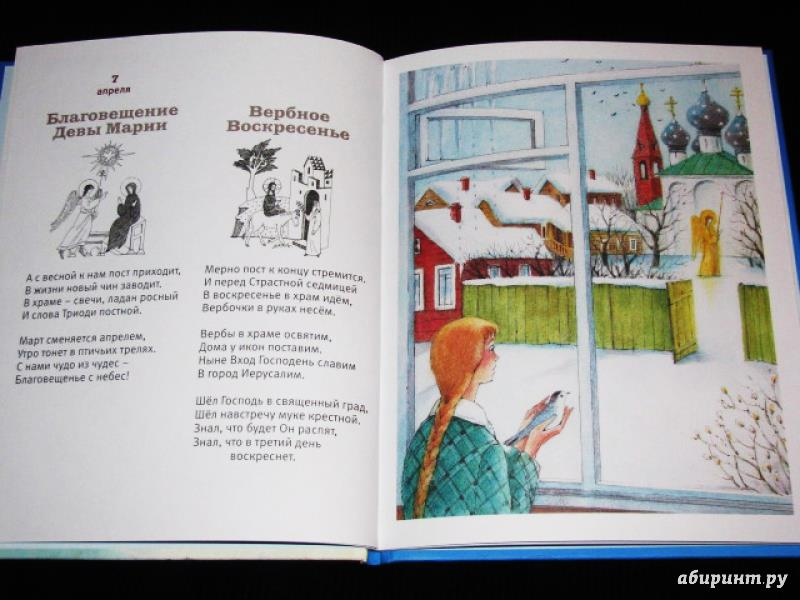 7
апреля
Благовещение
Девы Марии
А с весной к нам пост приходит,
В жизни новый чин заводит.
В храме – свечи, ладан росный
И слова Триоди постной.
Март сменяется апрелем,
Утро тонет в птичьих трелях.
С нами чудо из чудес –
Благовещенье с небес!
Вербное
Воскресенье
Мерно пост к концу стремится,
И перед Страстной седмицей
В воскресенье в храм идём,
Вербочки в руках несём.
Вербы в храме освятим,
Дома у икон поставим.
Ныне Вход Господень славим
В город Иерусалим.
Шёл Господь в священный град,
Шёл навстречу муке крестной,
Знал, что будет Он распят,
Знал, что в третий день
воскреснет.
абиринт.ру